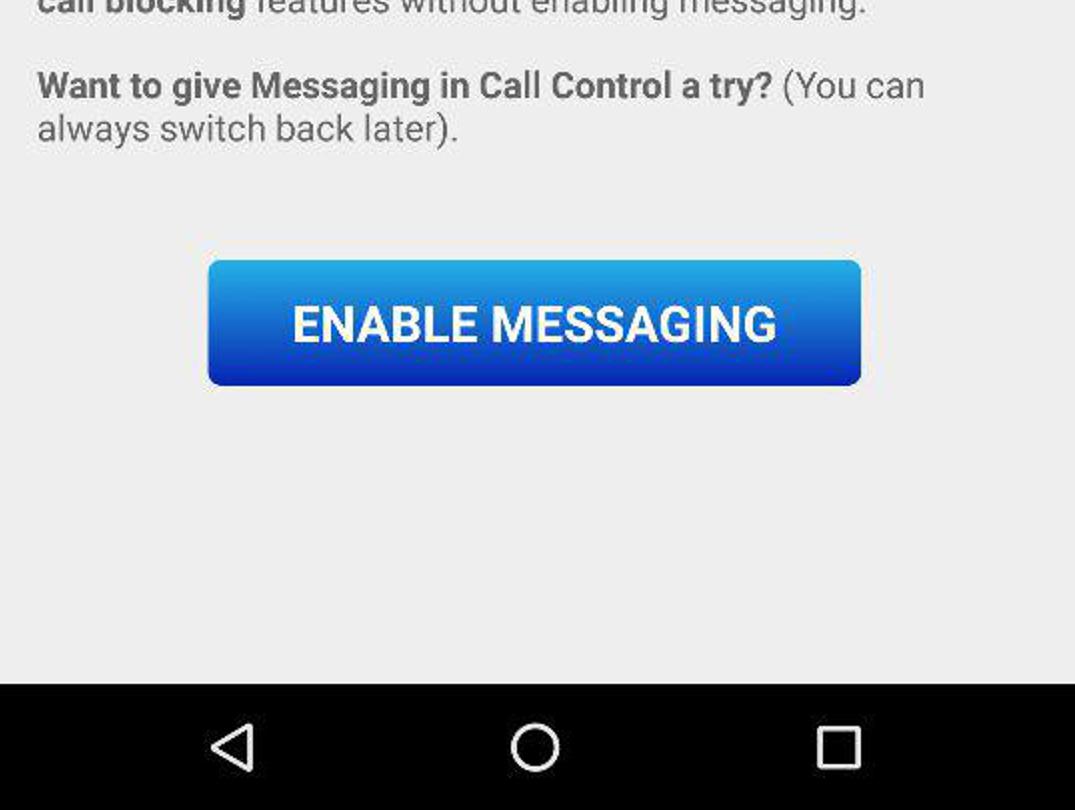 call blocking features without enabling messaging.
Want to give Messaging in Call Control a try? (You can
always switch back later).
ENABLE MESSAGING